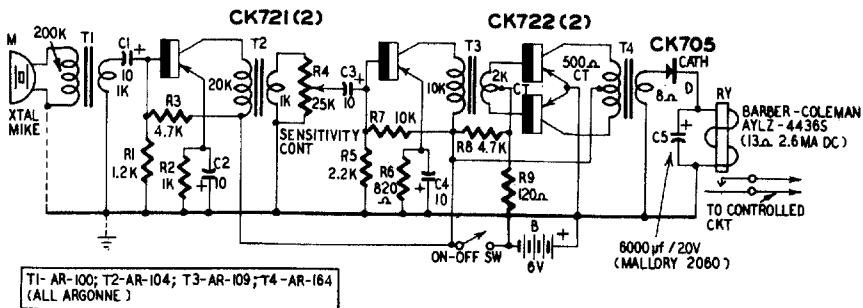 CK721(2)
CK722(2)
CK705
M
XTAL
MIKE
200K
T1
C1
+
10
1K
R3
4.7K
R1
1.2K
R2
1K
+
C2
10
T2
20K
1K
R4
25K
SENSITIVITY
CONT
C3
+
10
R7 10K
R5
2.2K
R6
820
Ω
+
C4
10
T3
10K
2K
CT
R8 4.7K
R9
120Ω
500Ω
CT
T4
8Ω
CATH
D
C5
+
RY
BARBER-COLEMAN
AYLZ-4436S
(13Ω 2.6MA DC)
TO CONTROLLED
CKT
6000µf/20V
(MALLORY 2060)
ON-OFF SW
B
+
6V
T1-AR-100; T2-AR-104; T3-AR-109; T4-AR-164
(ALL ARGONNE)